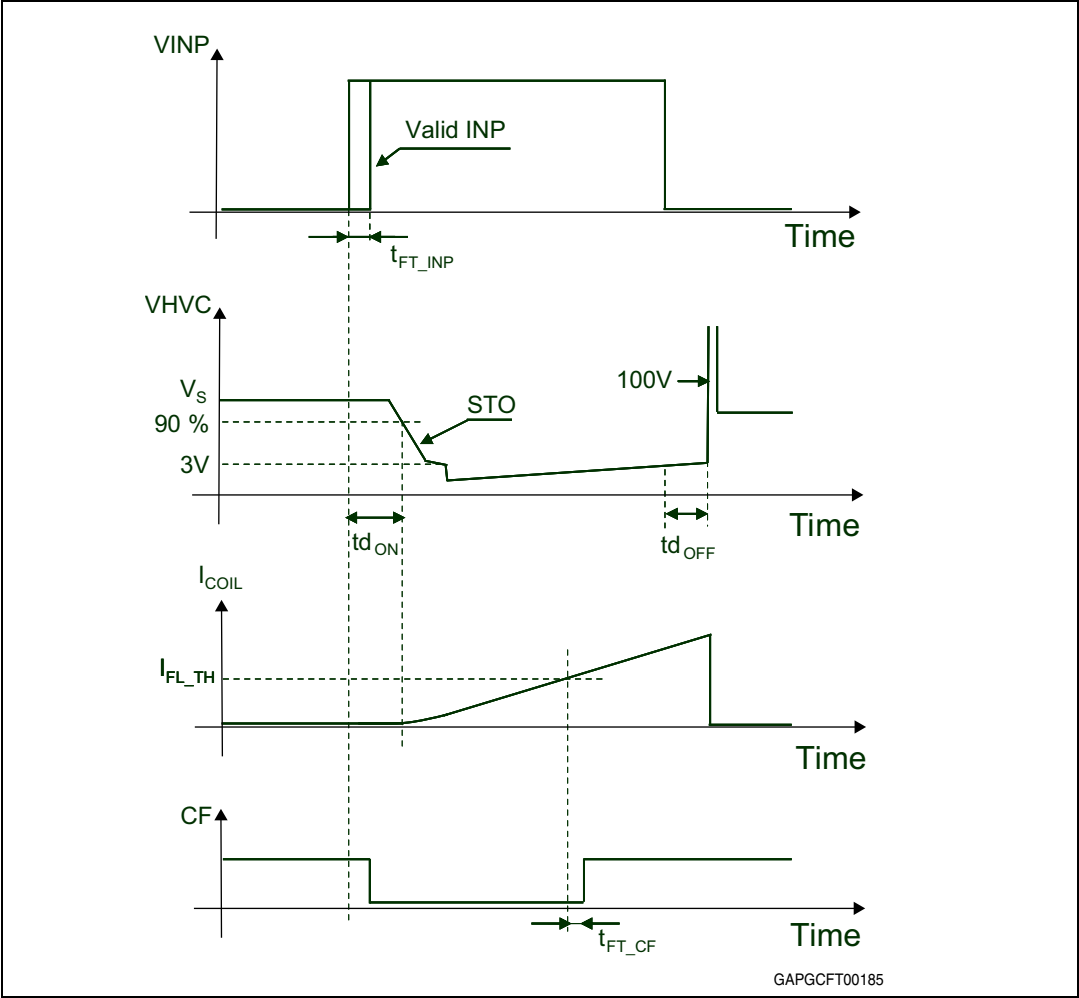 VINP
Valid INP
Time
tFT_INP
VHVC
VS
100V
90 %
STO
3V
Time
tdON
tdOFF
ICOIL
IFL_TH
Time
CF
Time
tFT_CF
GAPGCFT00185